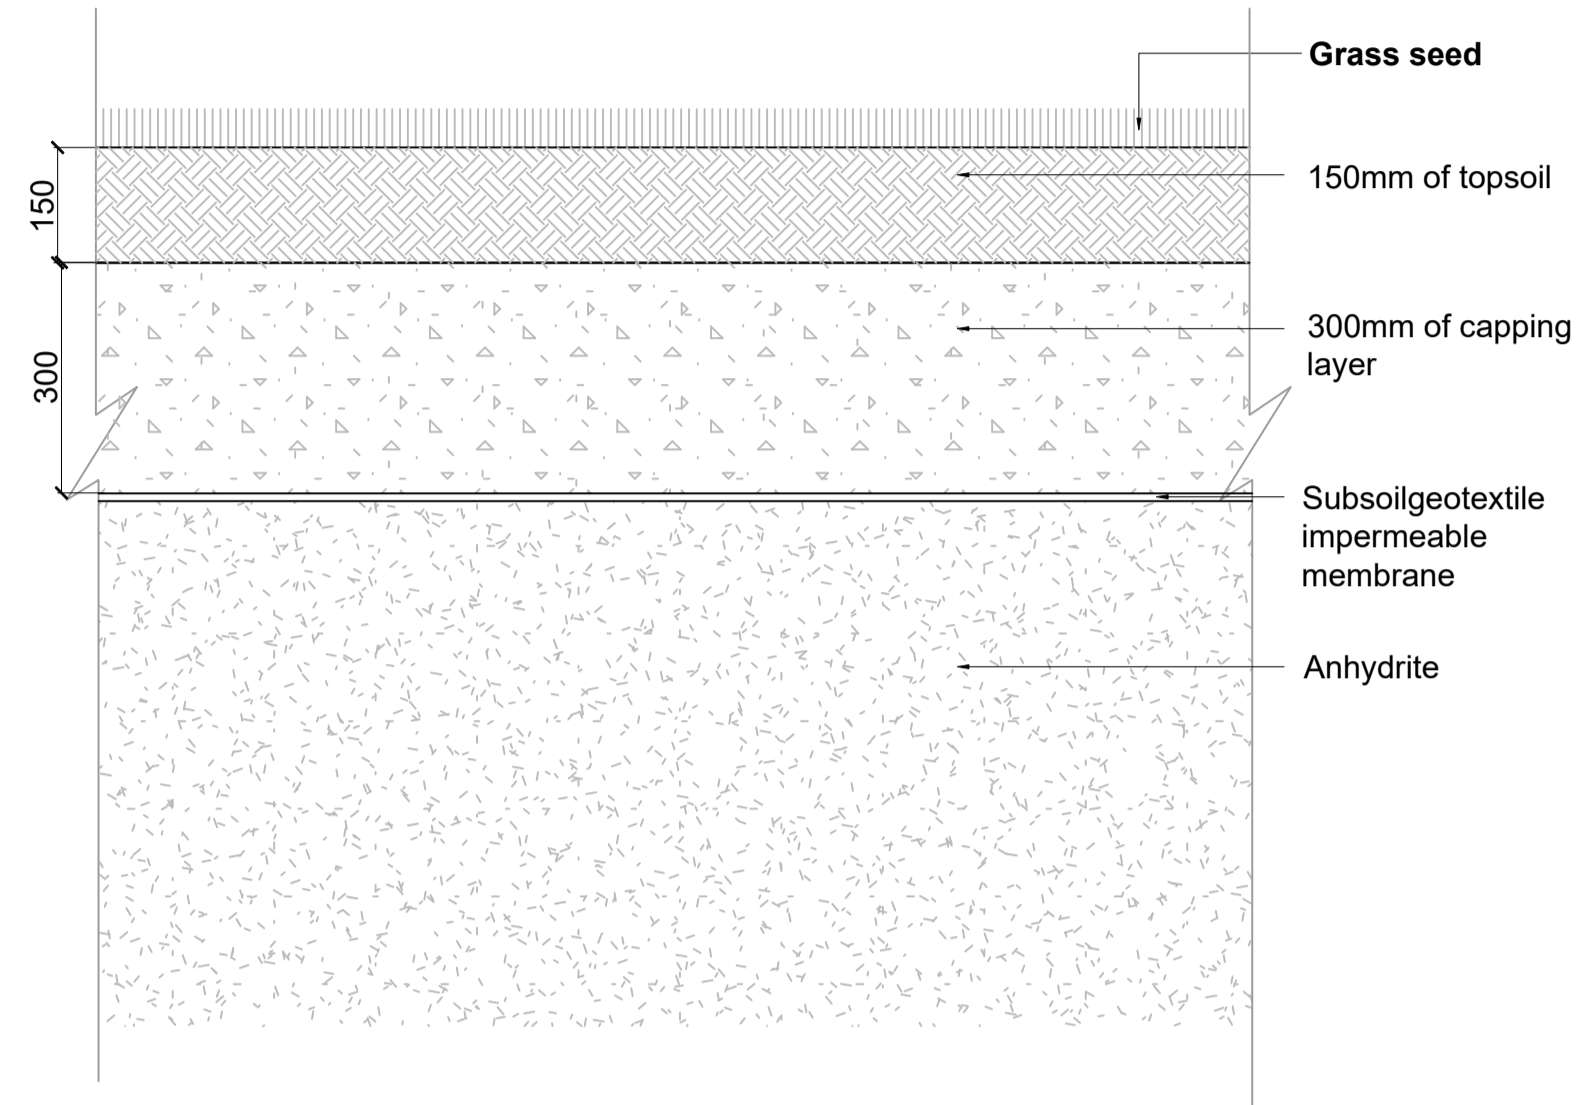 Grass seed
150
150mm of topsoil
300
300mm of capping
layer
Subsoilgeotextile
impermeable
membrane
Anhydrite